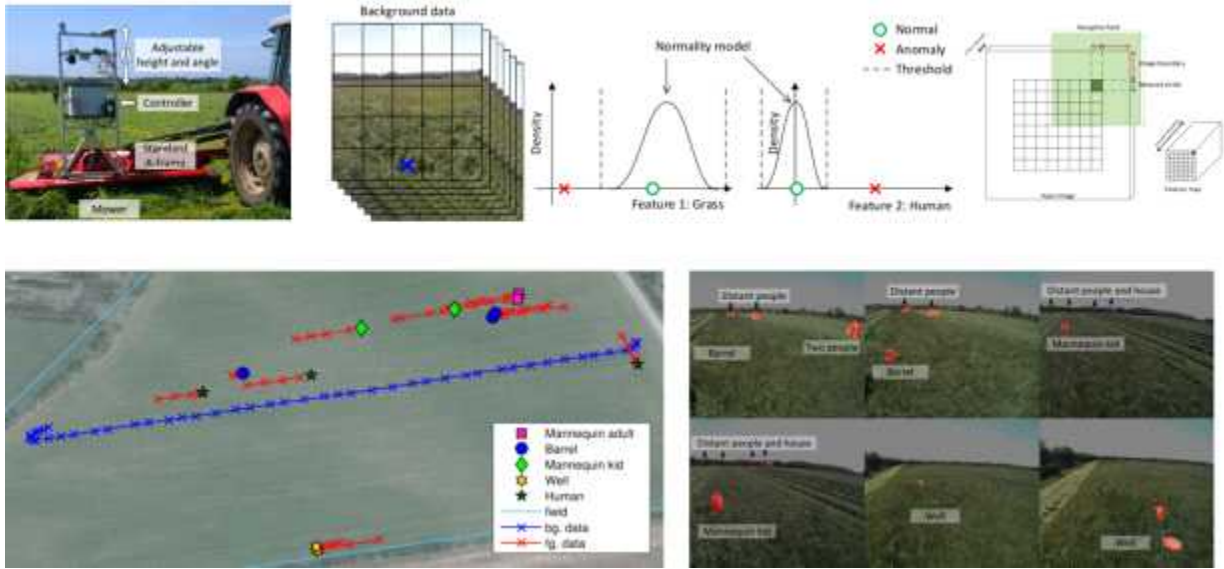 Background data
Adjustable
height and angle
Controller
Standard
A-frame
Mower
Normality model
Normal
Anomaly
Threshold
Density
Density
Feature 1: Grass
Feature 2: Human
Mannequin adult
Barrel
Mannequin kid
Well
Human
field
bg. data
fg. data
Distant people
Distant people
Distant people and house
Barrel
Two people
Barrel
Mannequin kid
Distant people and house
Mannequin kid
Well
Well